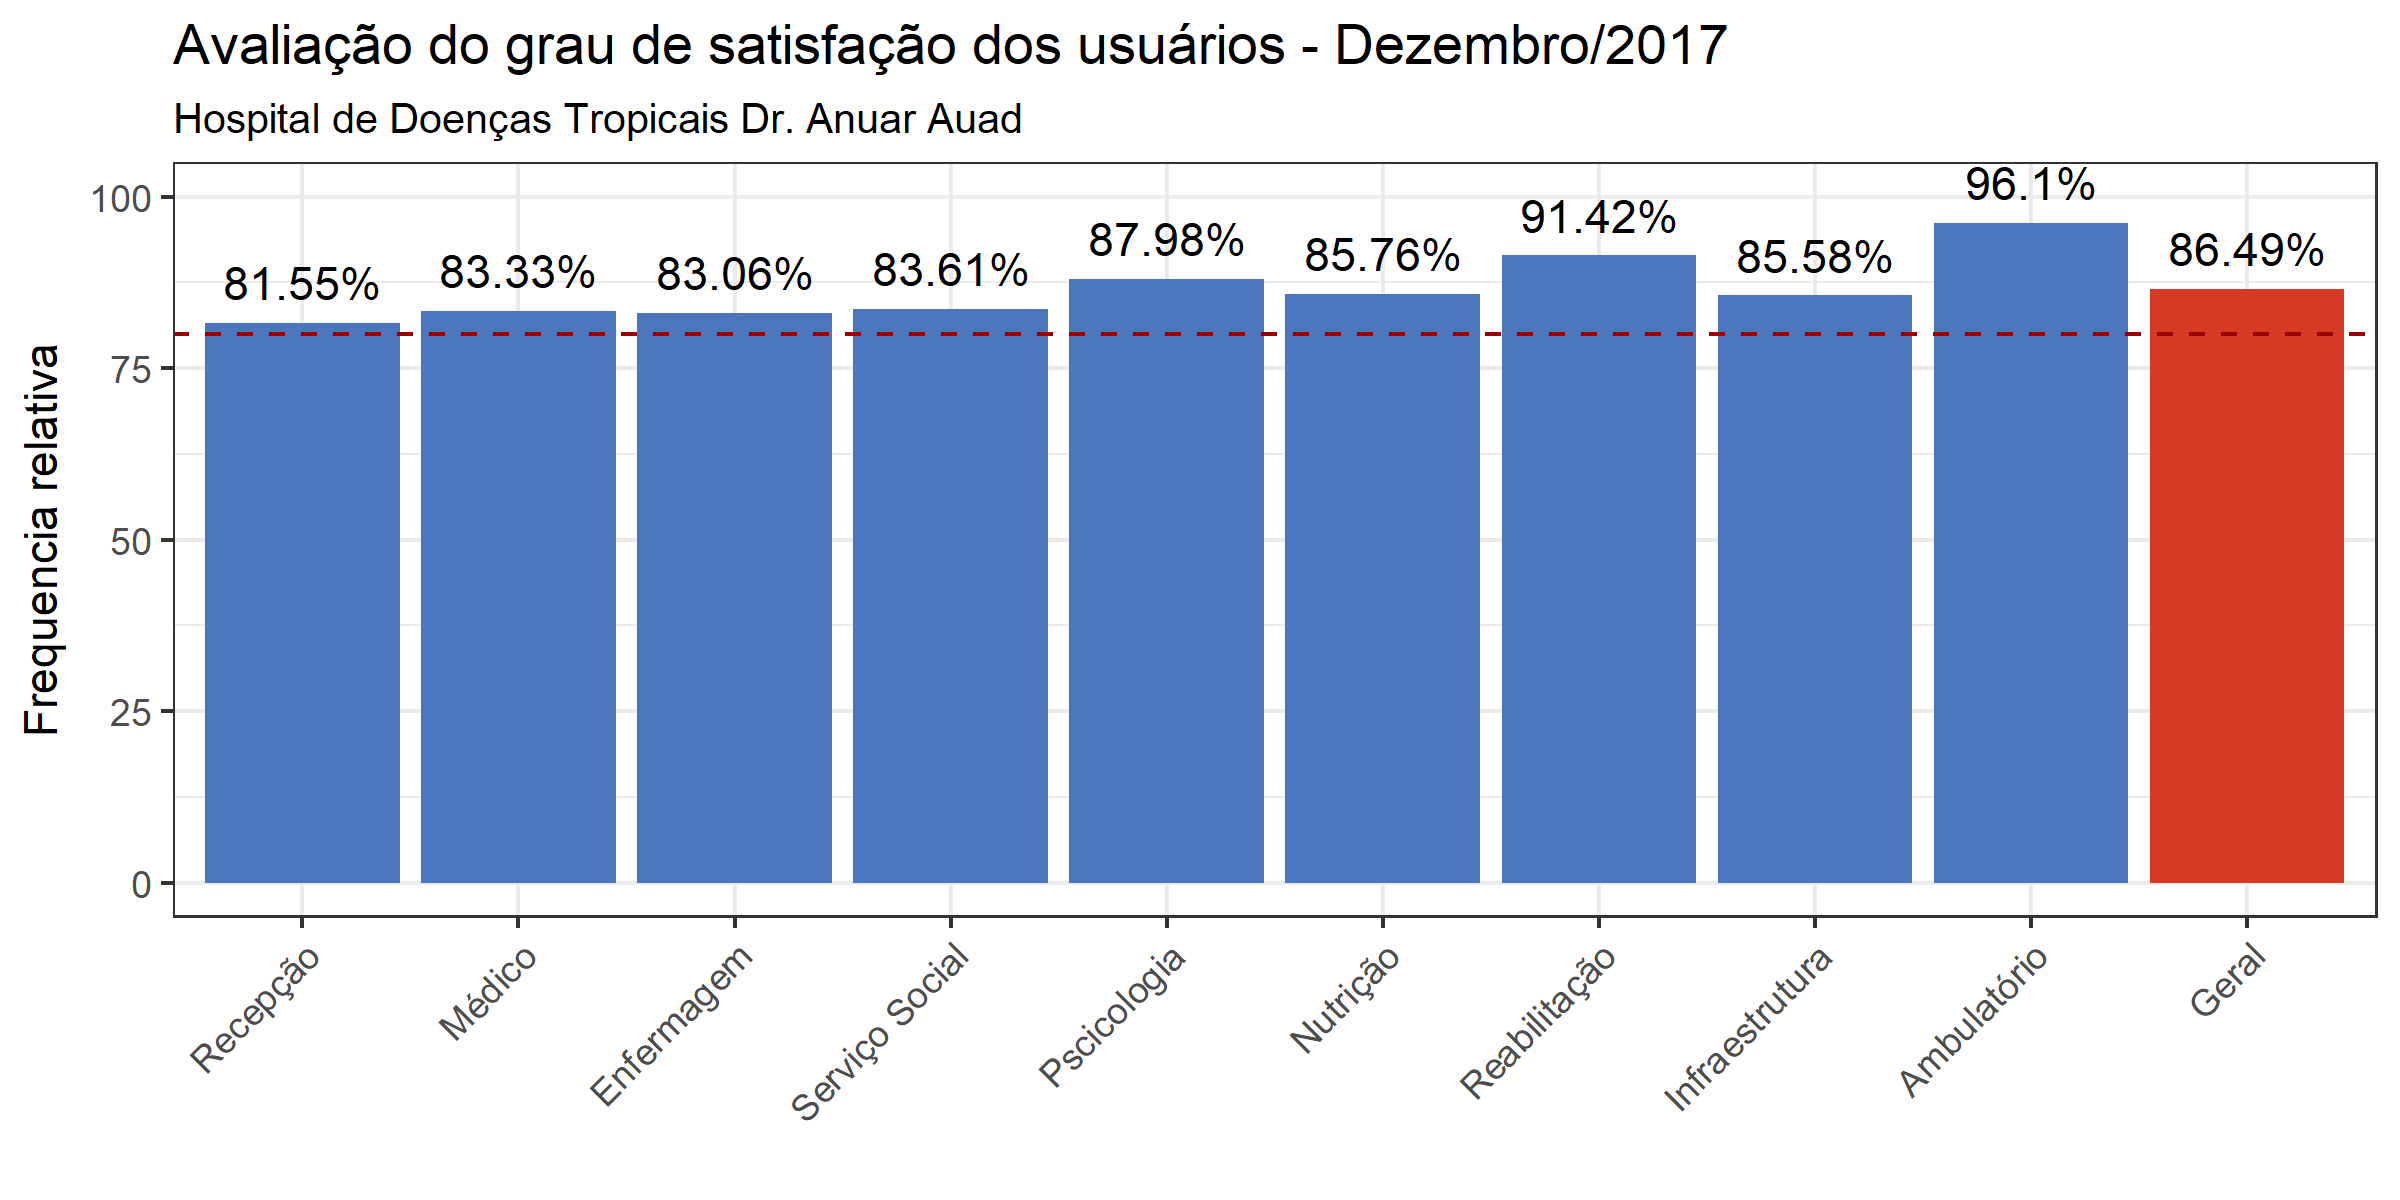 Avaliação do grau de satisfação dos usuários - Dezembro/2017
Hospital de Doenças Tropicais Dr. Anuar Auad
Frequencia relativa
100
75
50
25
0
81.55%
83.33%
83.06%
83.61%
87.98%
85.76%
91.42%
85.58%
96.1%
86.49%
Recepção
Médico
Enfermagem
Serviço Social
Pscicologia
Nutrição
Reabilitação
Infraestrutura
Ambulatório
Geral